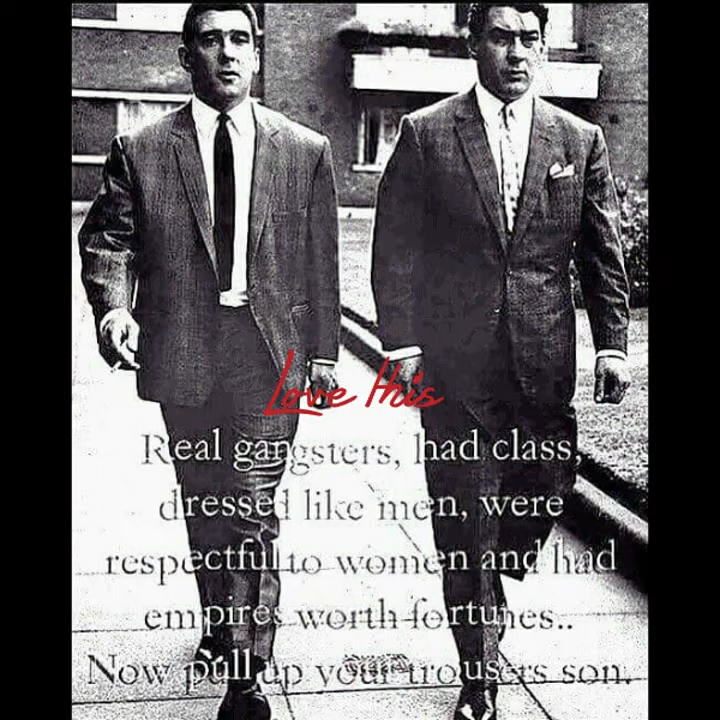 Love this
Real gangsters, had class,
dressed like men, were
respectful to women and had
empires worth fortunes..
Now pull up your trousers son.